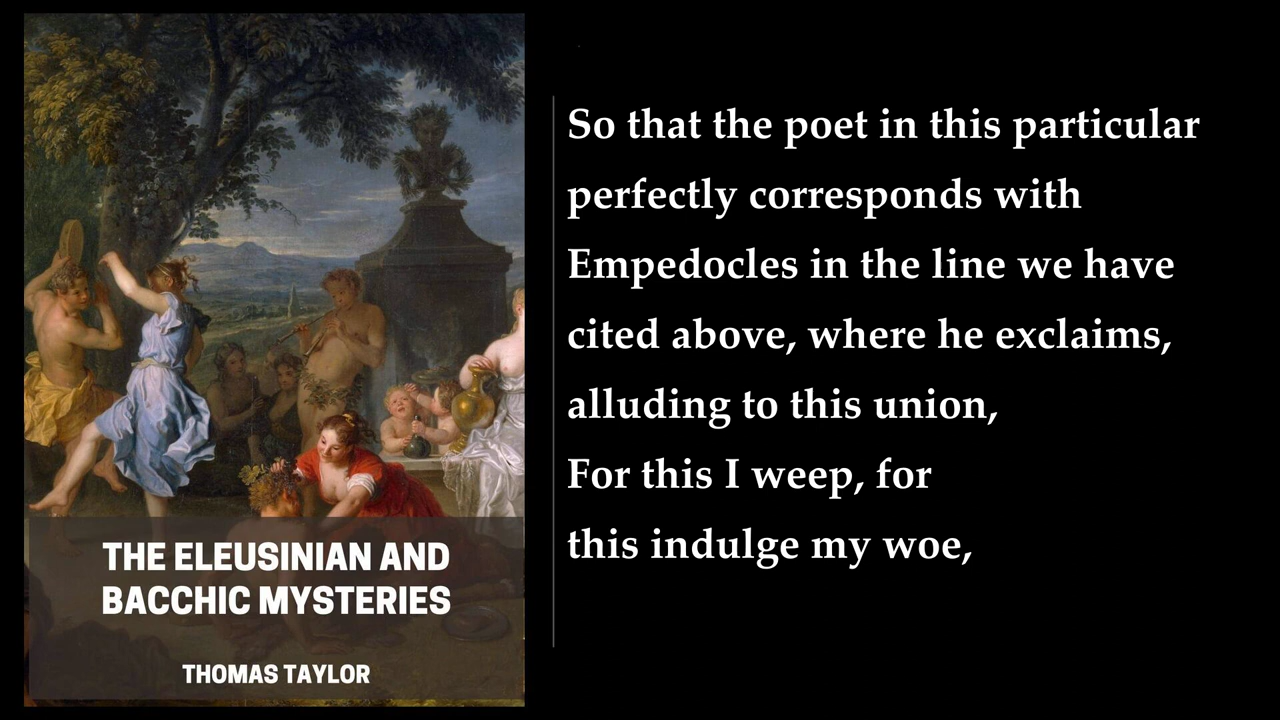 THE ELEUSINIAN AND
BACCHIC MYSTERIES
THOMAS TAYLOR
So that the poet in this particular
perfectly corresponds with
Empedocles in the line we have
cited above, where he exclaims,
alluding to this union,
For this I weep, for
this indulge my woe,